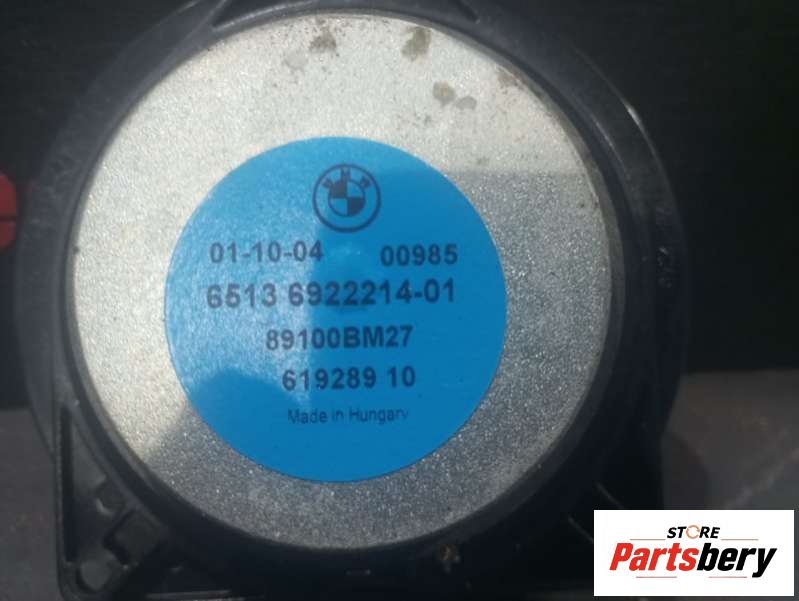 01-10-04 00985
6513 6922214-01
89100BM27
619289 10
Made in Hungary
STORE
Partsbery